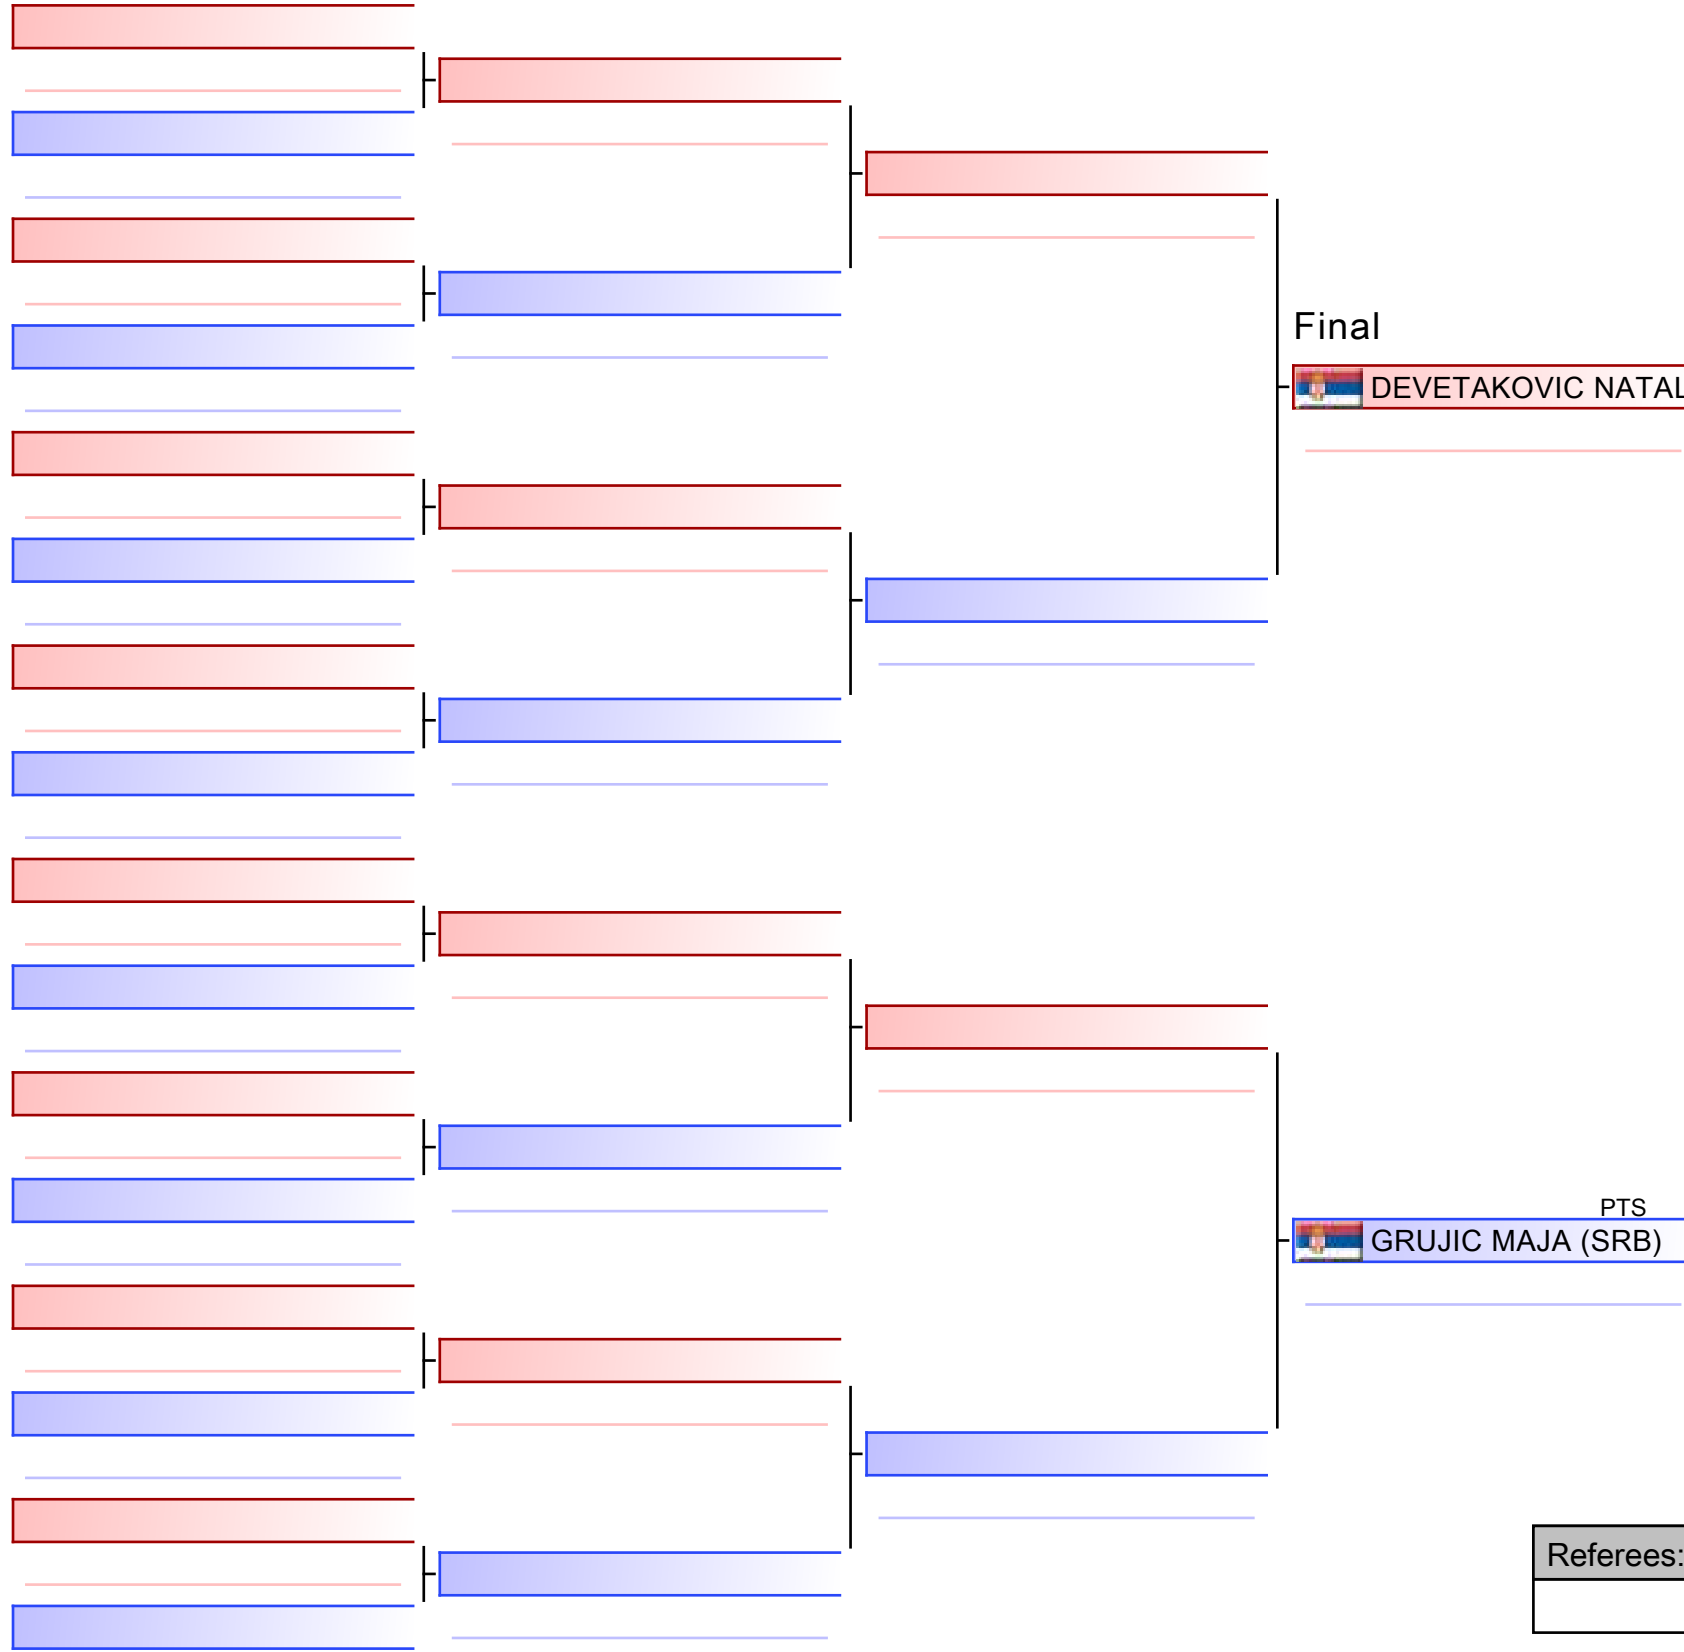 Final
DEVETAKOVIC NATAL
PTS
GRUJIC MAJA (SRB)
Referees: